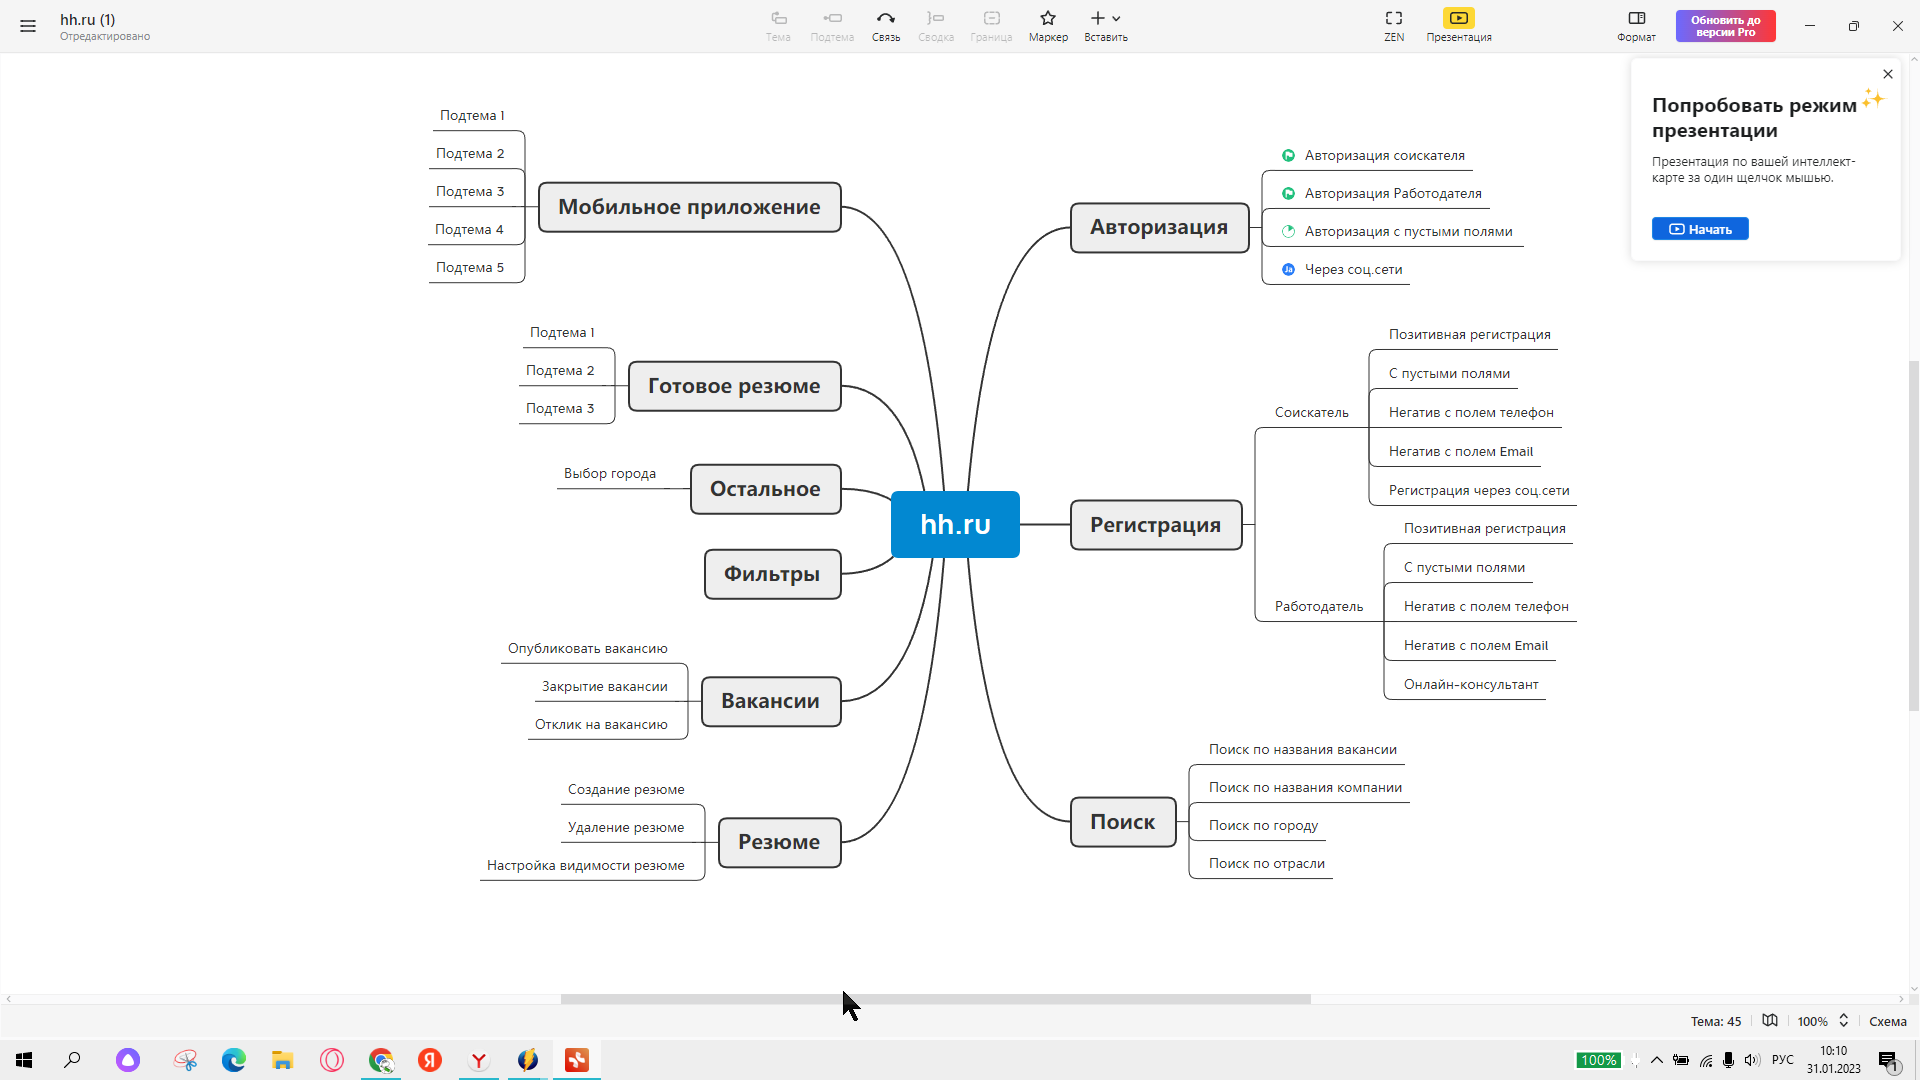 hh.ru (1)
Отредактировано
Тема
Подтема
Связь
Сводка
Граница
Маркер
Вставить
ZEN
Презентация
Формат
Обновить до
версии Pro
Попробовать режим
презентации
Презентация по вашей интеллект-
карте за один щелчок мышью.
Начать
Подтема 1
Подтема 2
Подтема 3
Подтема 4
Подтема 5
Мобильное приложение
Подтема 1
Подтема 2
Подтема 3
Готовое резюме
Выбор города
Остальное
Фильтры
Опубликовать вакансию
Закрытие вакансии
Отклик на вакансию
Вакансии
Создание резюме
Удаление резюме
Настройка видимости резюме
Резюме
hh.ru
Авторизация
Авторизация соискателя
Авторизация Работодателя
Авторизация с пустыми полями
Через соц.сети
Регистрация
Соискатель
Позитивная регистрация
С пустыми полями
Негатив с полем телефон
Негатив с полем Email
Регистрация через соц.сети
Работодатель
Позитивная регистрация
С пустыми полями
Негатив с полем телефон
Негатив с полем Email
Онлайн-консультант
Поиск
Поиск по названия вакансии
Поиск по названия компании
Поиск по городу
Поиск по отрасли
Тема: 45
100%
Схема
100%
РУС
10:10
31.01.2023
1